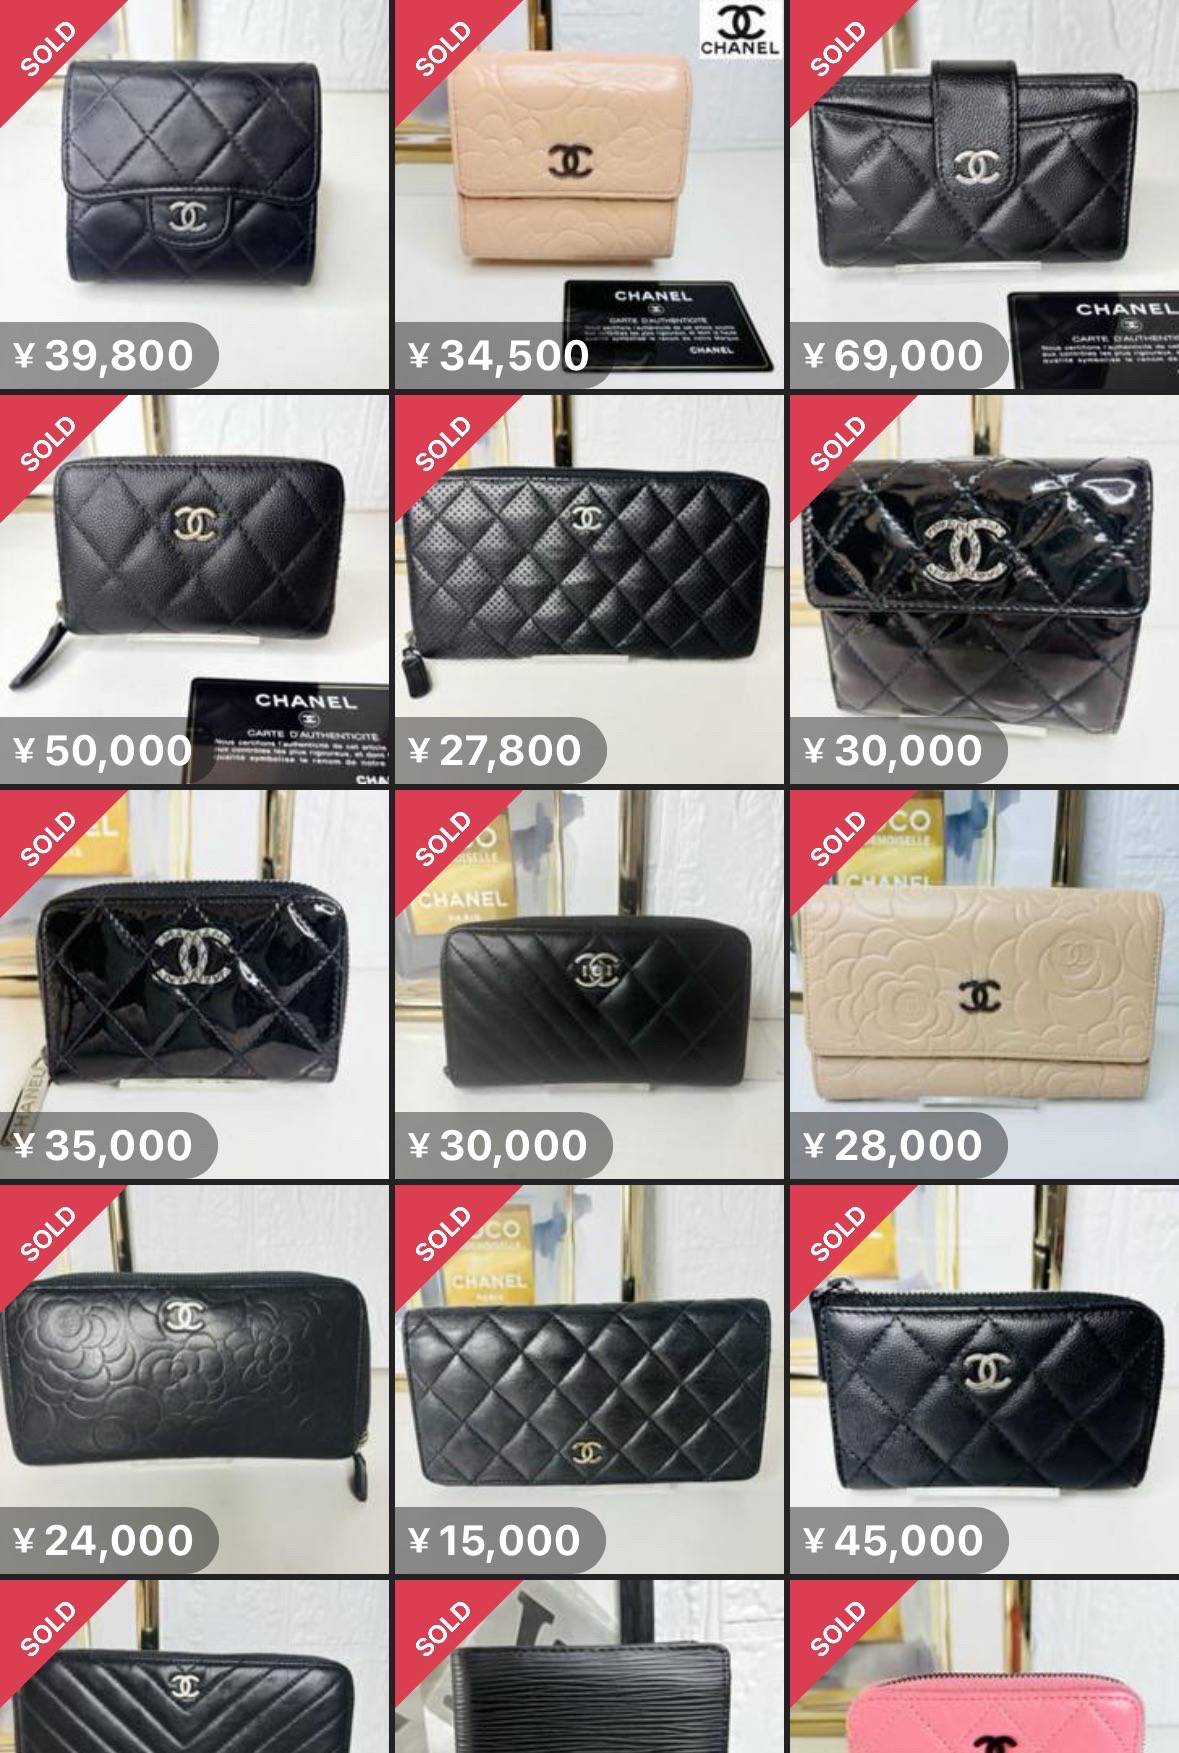 SOLD
¥ 39,800
SOLD
CHANEL
CHANEL
CARTE D'AUTHENTICITE
CHANEL
¥ 34,500
SOLD
CHANEL
CARTE D'AUTHENTICITE
¥ 69,000
SOLD
CHANEL
CARTE D'AUTHENTICITE
¥ 50,000
SOLD
¥ 27,800
SOLD
¥ 30,000
SOLD
CHANEL
¥ 35,000
SOLD
CHANEL
PARIS
¥ 30,000
SOLD
CHANEL
¥ 28,000
SOLD
¥ 24,000
SOLD
CHANEL
PARIS
¥ 15,000
SOLD
¥ 45,000
SOLD
SOLD
SOLD